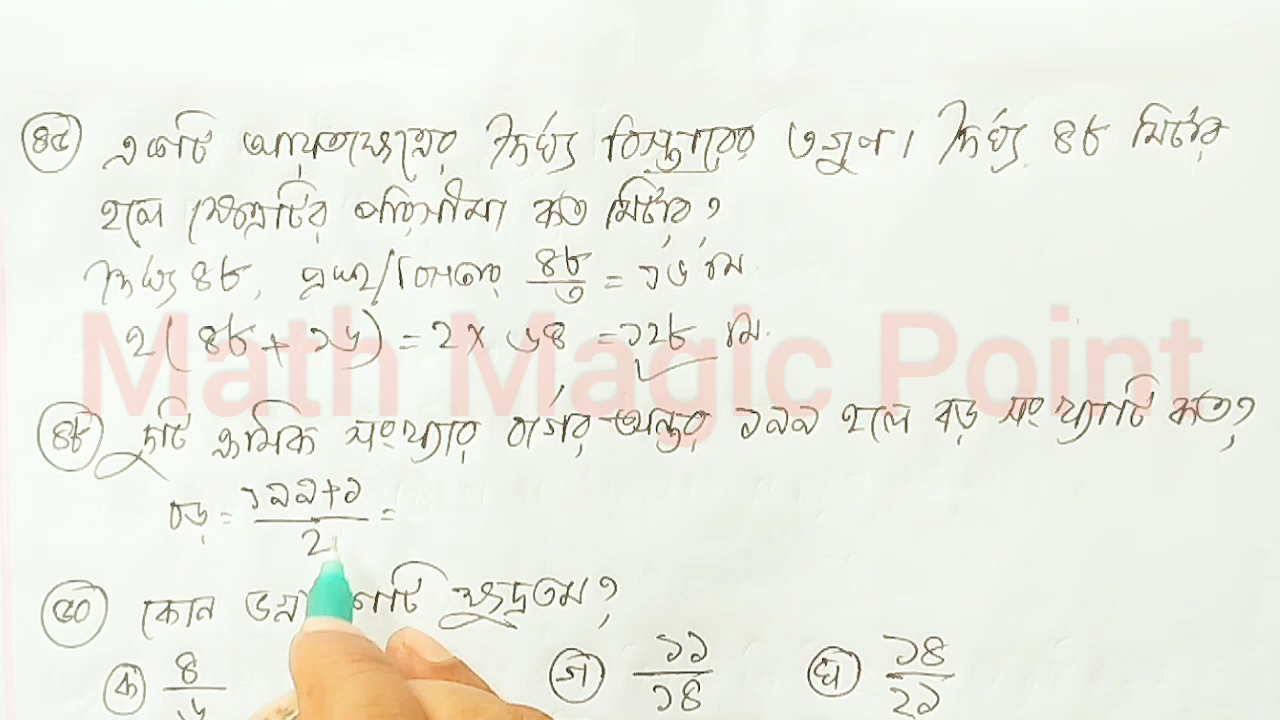 ৪৫ একটি আয়তক্ষেত্রের দৈর্ঘ্য বিস্তারের ৩ গুণ। দৈর্ঘ্য ৪৮ মিটার
হলে ক্ষেত্রটির পরিসীমা কত মিটার?
দৈর্ঘ্য ৪৮, প্রস্থ/বিস্তার ৪৮/৩ = ১৬ মি.
২(৪৮+১৬) = ২×৬৪ = ১২৮ মি.
Math Magic Point
৪৮ দুটি ক্রমিক সংখ্যার বর্গের অন্তর ১৯৯ হলে বড় সংখ্যাটি কত?
বড় = ১৯৯+১/২ =
৫০ কোন ভগ্নাংশটি ক্ষুদ্রতম?
ক ৪/৬ গ ১১/১৪ ঘ ১৪/২১